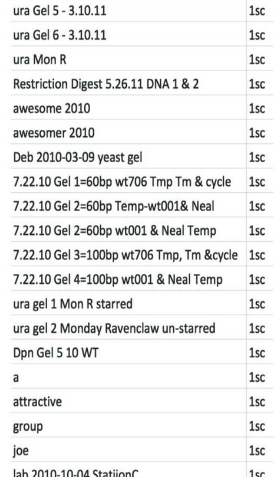 ura Gel 5 - 3.10.11 1sc
ura Gel 6 - 3.10.11 1sc
ura Mon R 1sc
Restriction Digest 5.26.11 DNA 1 & 2 1sc
awesome 2010 1sc
awesomer 2010 1sc
Deb 2010-03-09 yeast gel 1sc
7.22.10 Gel 1=60bp wt706 Tmp Tm & cycle 1sc
7.22.10 Gel 2=60bp Temp-wt001& Neal 1sc
7.22.10 Gel 2=60bp wt001 & Neal Temp 1sc
7.22.10 Gel 3=100bp wt706 Tmp, Tm &cycle 1sc
7.22.10 Gel 4=100bp wt001 & Neal Temp 1sc
ura gel 1 Mon R starred 1sc
ura gel 2 Monday Ravenclaw un-starred 1sc
Dpn Gel 5 10 WT 1sc
a 1sc
attractive 1sc
group 1sc
joe 1sc
lab 2010-10-04 StatiionC 1sc